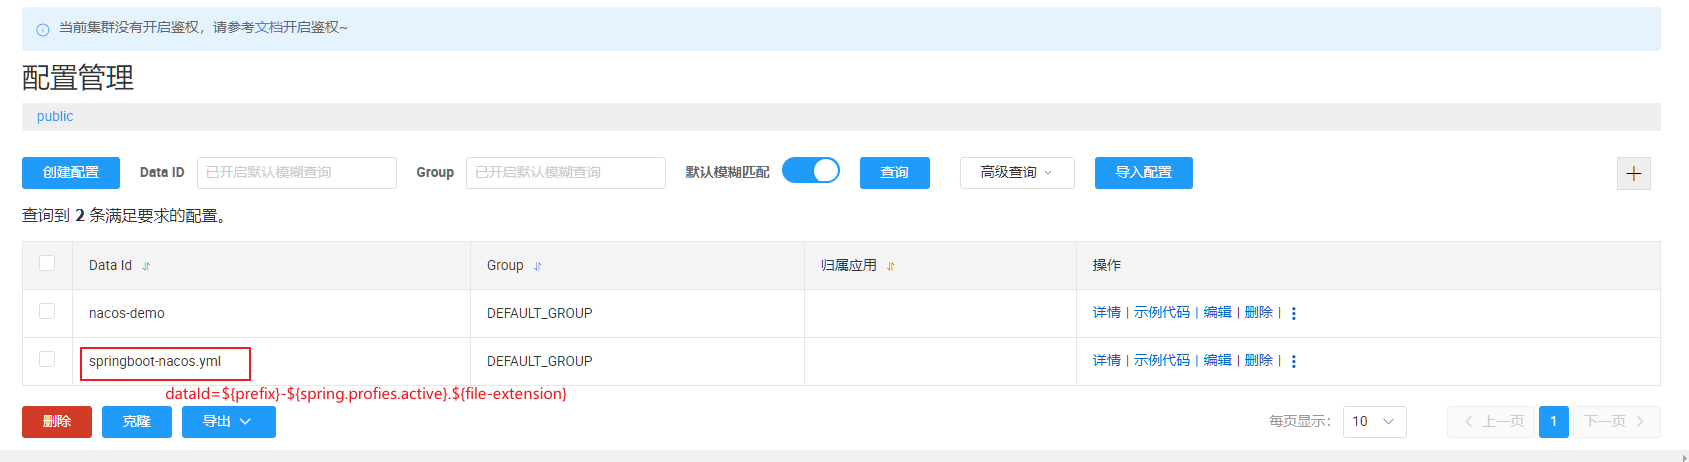 当前集群没有开启鉴权，请参考文档开启鉴权~
配置管理
public
创建配置 Data ID 已开启默认模糊查询 Group 已开启默认模糊查询 默认模糊匹配 查询 高级查询 导入配置
查询到 2 条满足要求的配置。
Data Id Group 归属应用 操作
nacos-demo DEFAULT_GROUP 详情 | 示例代码 | 编辑 | 删除 |
springboot-nacos.yml DEFAULT_GROUP 详情 | 示例代码 | 编辑 | 删除 |
dataId=${prefix}-${spring.profies.active}.${file-extension}
删除 克隆 导出 每页显示: 10 上一页 1 下一页